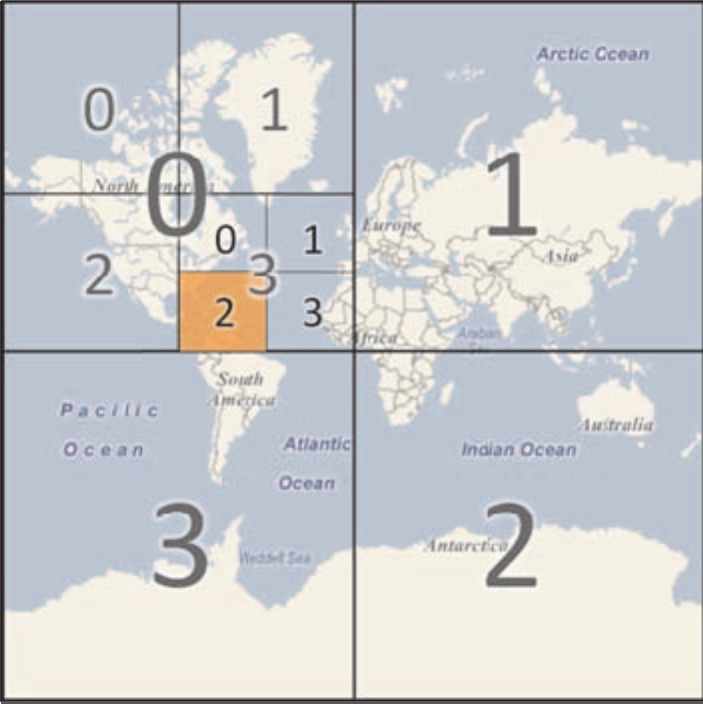 Arctic Ocean
0
1
North America
0
1
Europe
Asia
0
1
2
3
2
3
Africa
Arabian
Sea
South
America
Pacific
Ocean
Atlantic
Ocean
Indian Ocean
Australia
3
2
Weddell Sea
Antarctica